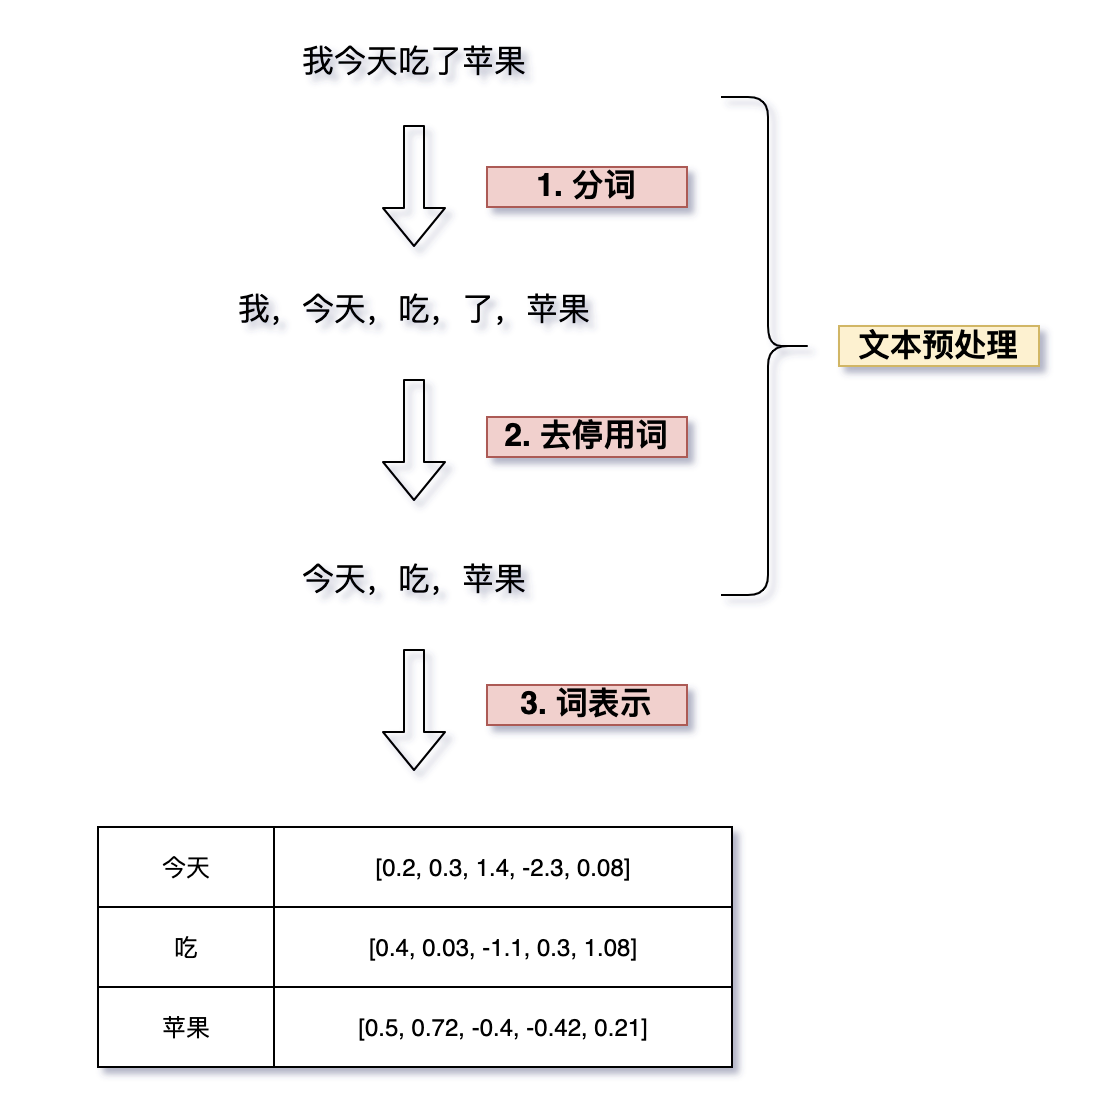 我今天吃了苹果
1. 分词
我，今天，吃，了，苹果
文本预处理
2. 去停用词
今天，吃，苹果
3. 词表示
今天 [0.2, 0.3, 1.4, -2.3, 0.08]
吃 [0.4, 0.03, -1.1, 0.3, 1.08]
苹果 [0.5, 0.72, -0.4, -0.42, 0.21]